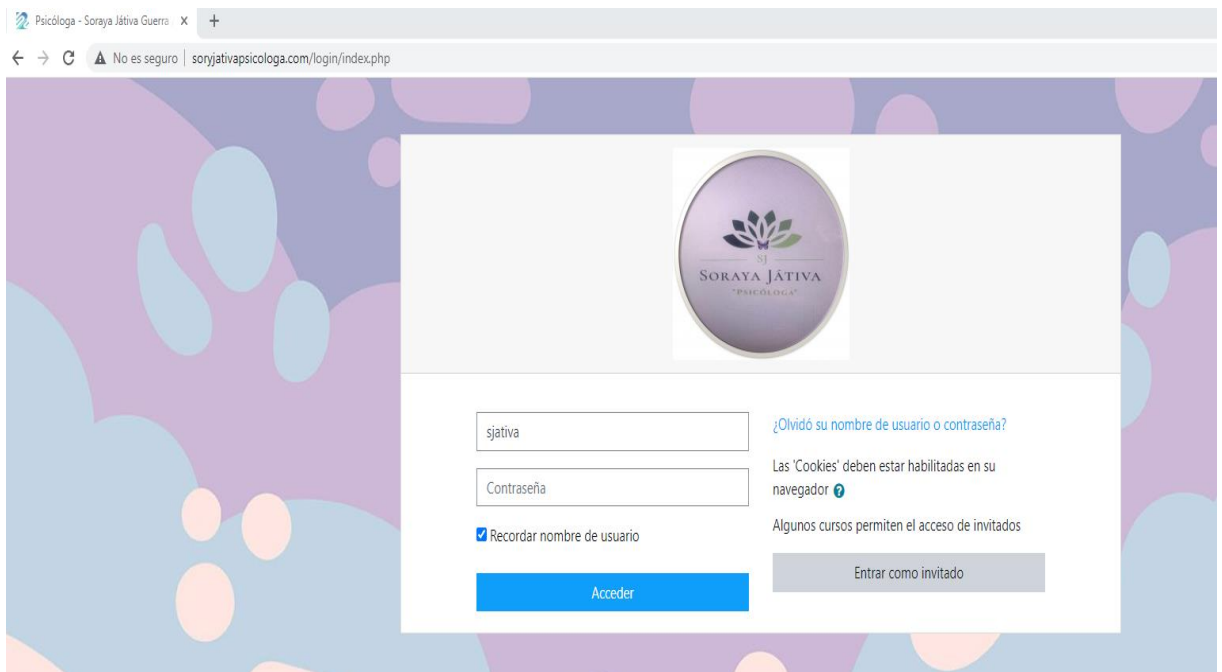 Psicóloga - Soraya Játiva Guerra
No es seguro | soryjativapsicologa.com/login/index.php
SJ
SORAYA JÁTIVA
"PSICÓLOGA"
sjativa
Contraseña
Recordar nombre de usuario
Acceder
¿Olvidó su nombre de usuario o contraseña?
Las 'Cookies' deben estar habilitadas en su
navegador
Algunos cursos permiten el acceso de invitados
Entrar como invitado